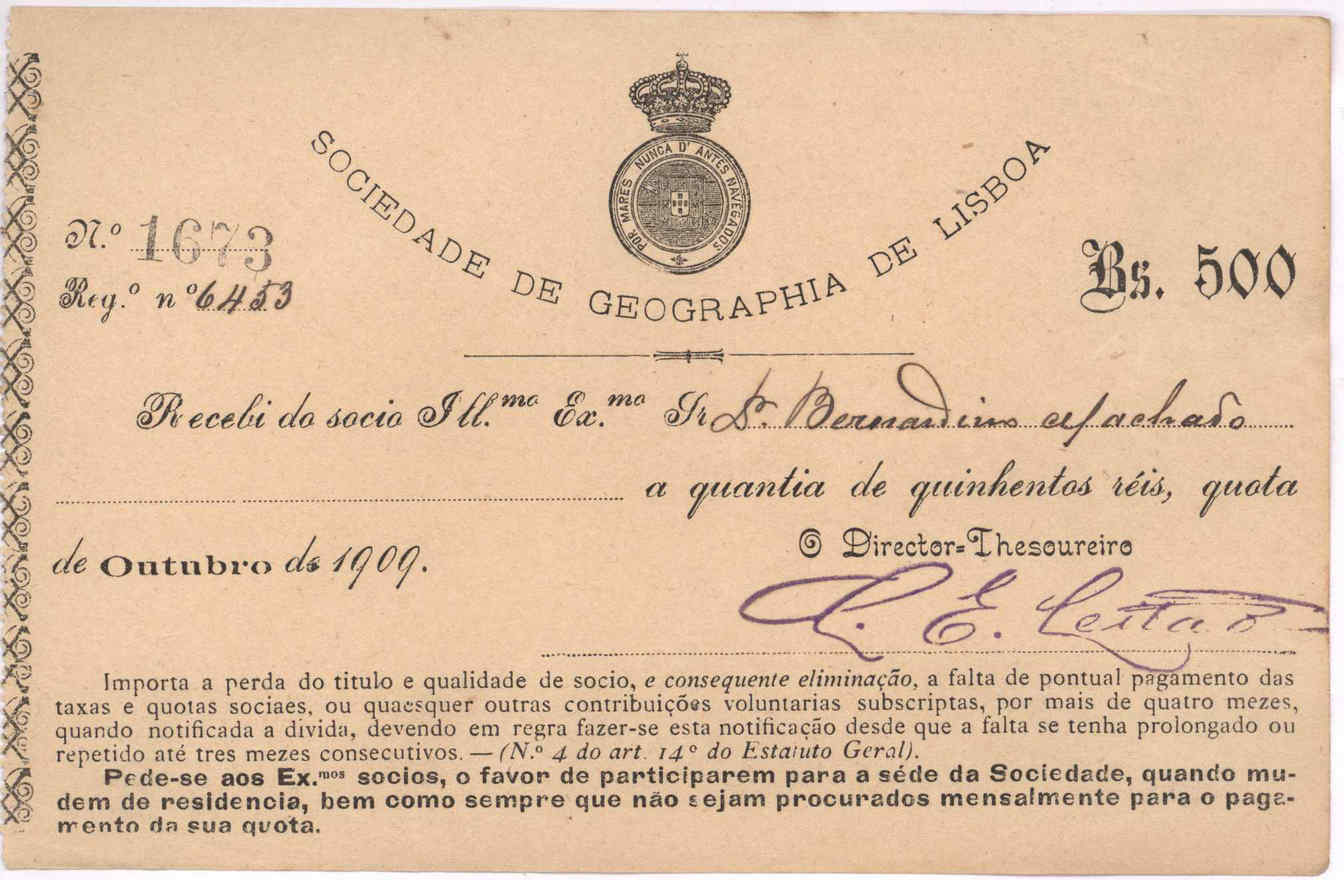 POR MARES NUNCA D' ANTES NAVEGADOS
SOCIEDADE DE GEOGRAPHIA DE LISBOA
N.º 1673
Reg.º nº 6453
Rs. 500
Recebi do socio Ill.mo Ex.mo Sr Dr. Bernardino Machado
a quantia de quinhentos réis, quota
de Outubro de 1909.
O Director=Thesoureiro
E. Leitão
Importa a perda do titulo e qualidade de socio, e consequente eliminação, a falta de pontual pagamento das
taxas e quotas sociaes, ou quaesquer outras contribuições voluntarias subscriptas, por mais de quatro mezes,
quando notificada a divida, devendo em regra fazer-se esta notificação desde que a falta se tenha prolongado ou
repetido até tres mezes consecutivos. — (N.º 4 do art. 14º do Estatuto Geral).
Pede-se aos Ex.mos socios, o favor de participarem para a séde da Sociedade, quando mu-
dem de residencia, bem como sempre que não sejam procurados mensalmente para o paga-
mento da sua quota.